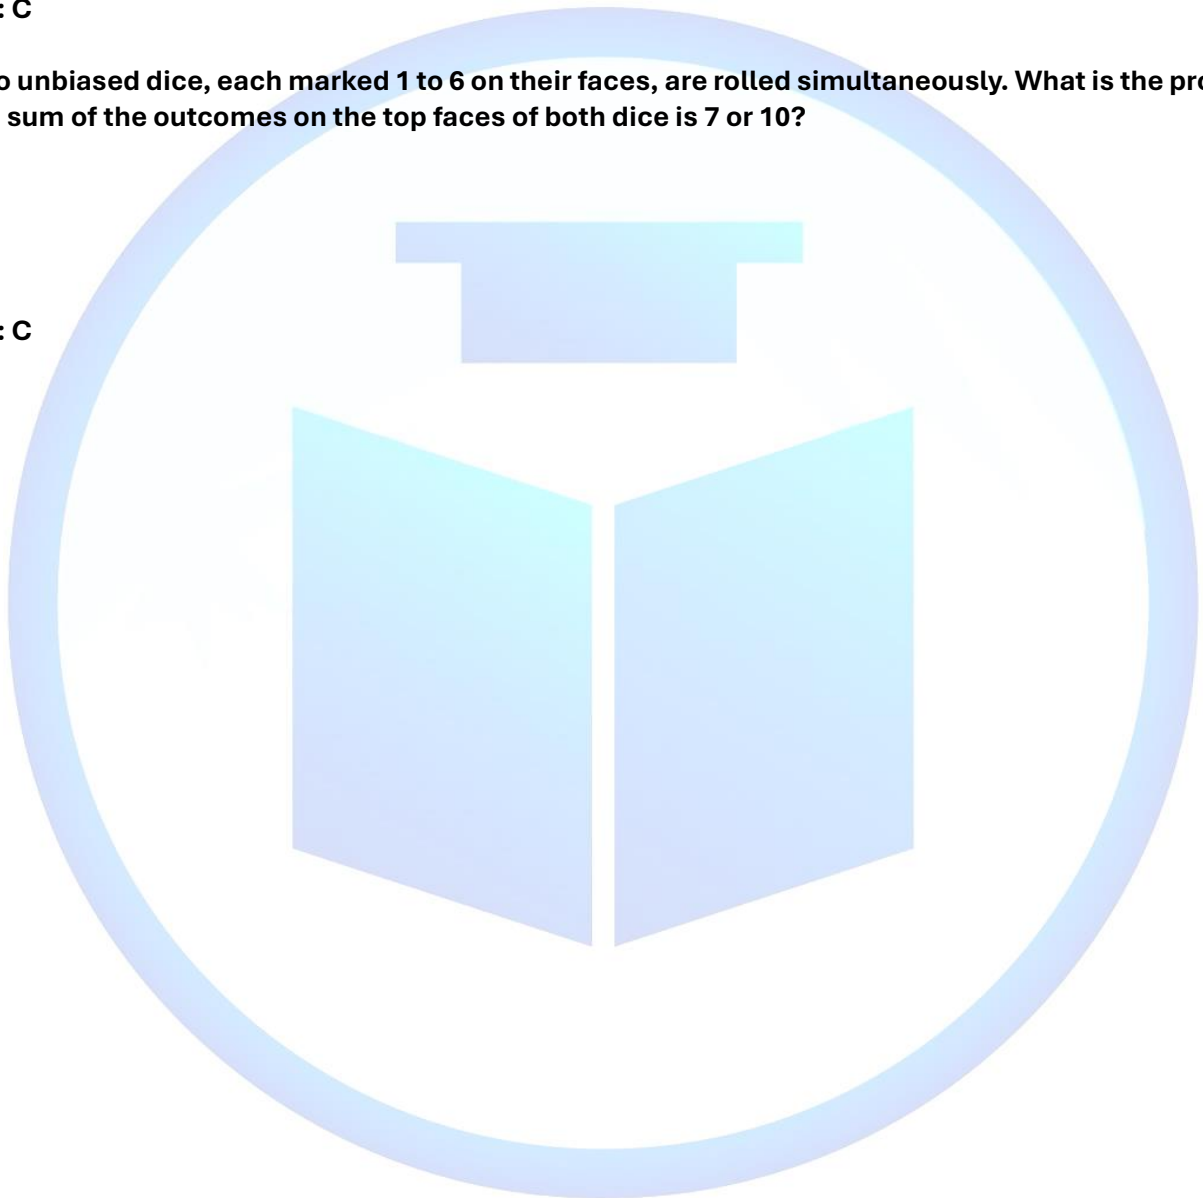 : C
o unbiased dice, each marked 1 to 6 on their faces, are rolled simultaneously. What is the pro
sum of the outcomes on the top faces of both dice is 7 or 10?
: C